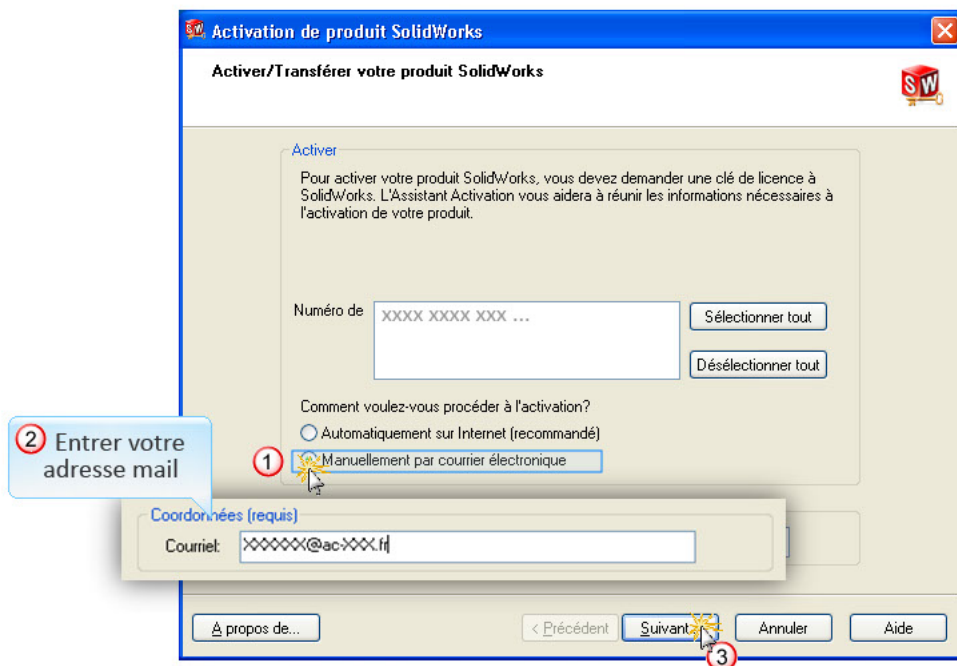 Activation de produit SolidWorks
Activer/Transférer votre produit SolidWorks
SW
Activer
Pour activer votre produit SolidWorks, vous devez demander une clé de licence à
SolidWorks. L'Assistant Activation vous aidera à réunir les informations nécessaires à
l'activation de votre produit.
Numéro de
XXXX XXXX XXX ...
Sélectionner tout
Désélectionner tout
Comment voulez-vous procéder à l'activation?
Automatiquement sur Internet (recommandé)
1 Manuellement par courrier électronique
2 Entrer votre
adresse mail
Coordonnées (requis)
Courriel: XXXXXX@ac-XXX.fr
A propos de...
< Précédent
Suivant
Annuler
Aide
3